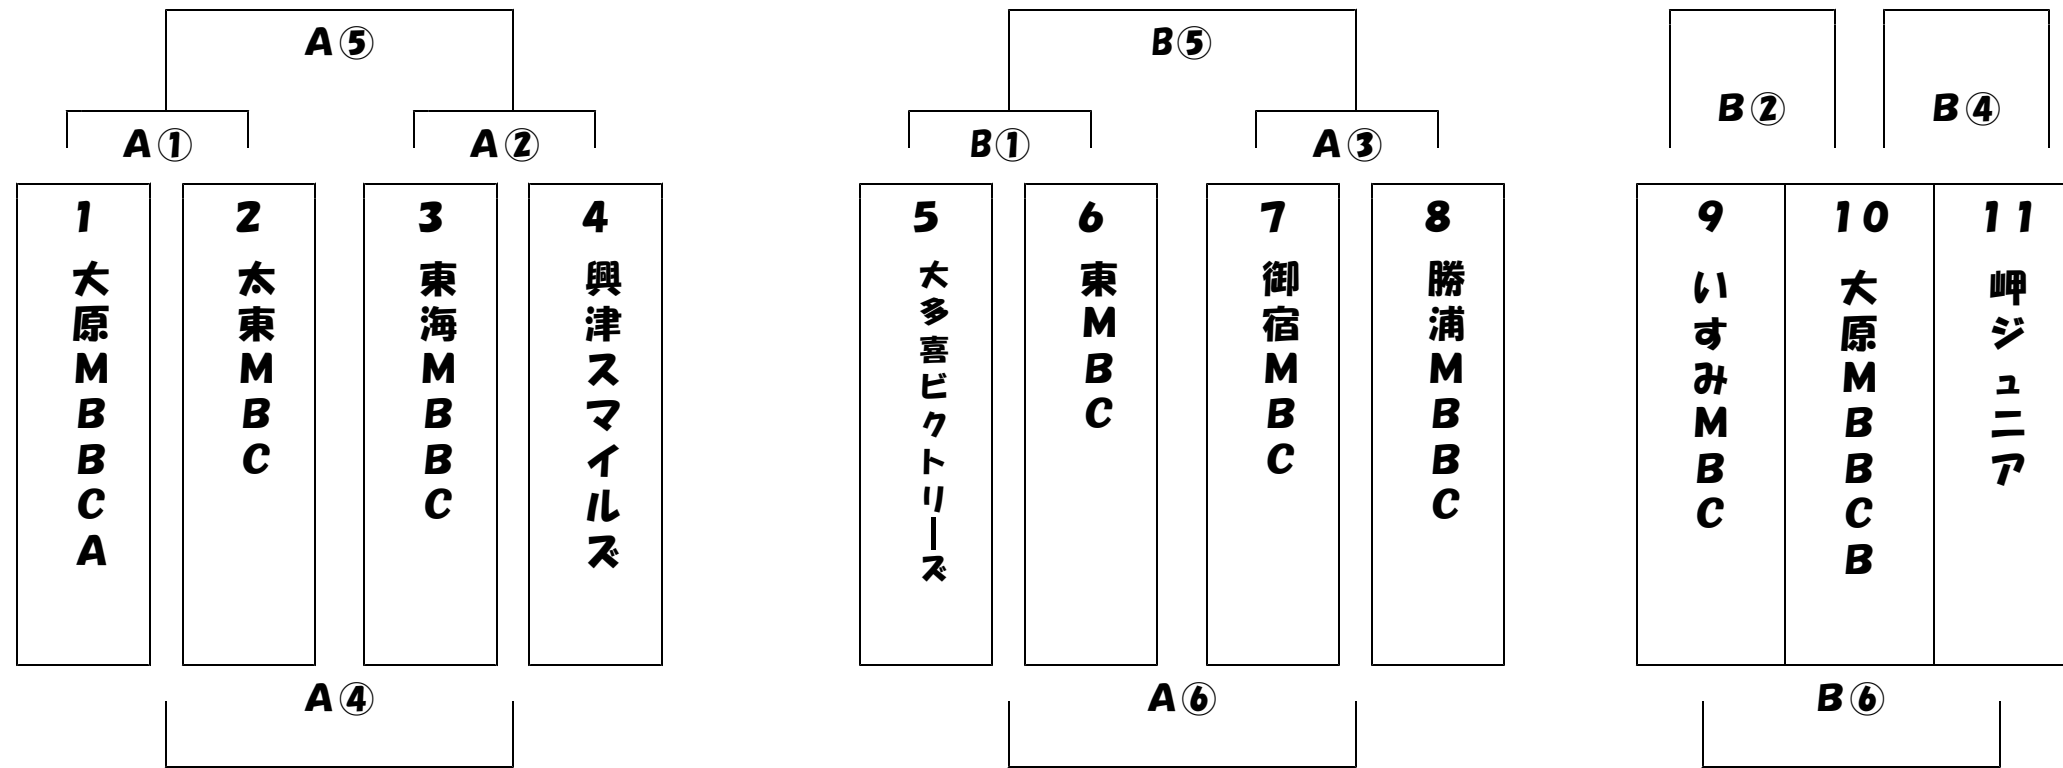 A⑤
B⑤
B②
B④
A①
A②
B①
A③
1 大原MBBCA
2 太東MBC
3 東海MBBC
4 興津スマイルズ
5 大多喜ビクトリーズ
6 東MBC
7 御宿MBC
8 勝浦MBBC
9 いすみMBC
10 大原MBBCB
11 岬ジュニア
A④
A⑥
B⑥